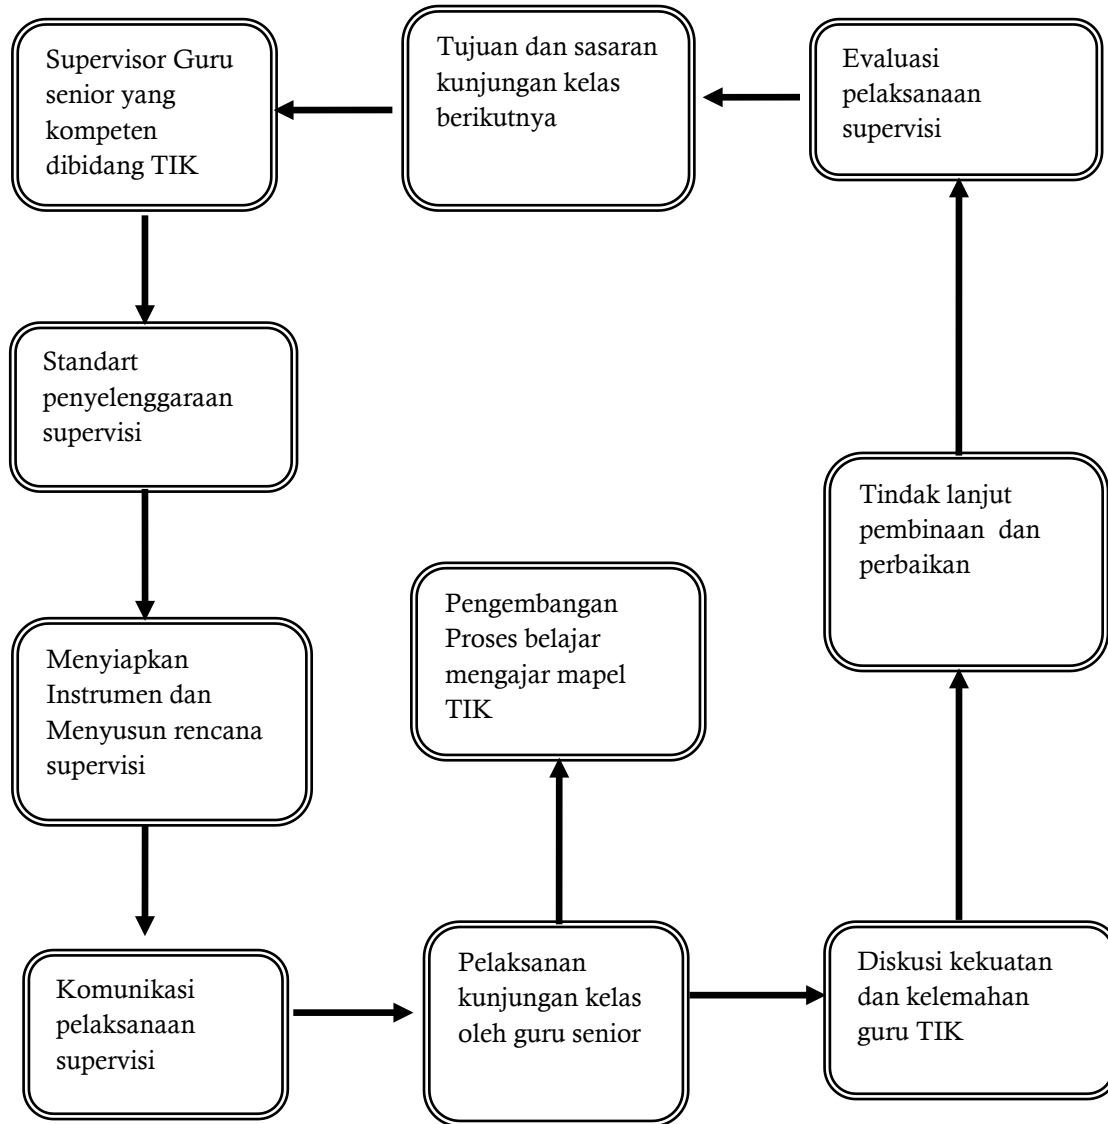 Supervisor Guru
senior yang
kompeten
dibidang TIK
Tujuan dan sasaran
kunjungan kelas
berikutnya
Evaluasi
pelaksanaan
supervisi
Standart
penyelenggaraan
supervisi
Tindak lanjut
pembinaan  dan
perbaikan
Pengembangan
Proses belajar
mengajar mapel
TIK
Menyiapkan
Instrumen dan
Menyusun rencana
supervisi
Komunikasi
pelaksanaan
supervisi
Pelaksanan
kunjungan kelas
oleh guru senior
Diskusi kekuatan
dan kelemahan
guru TIK